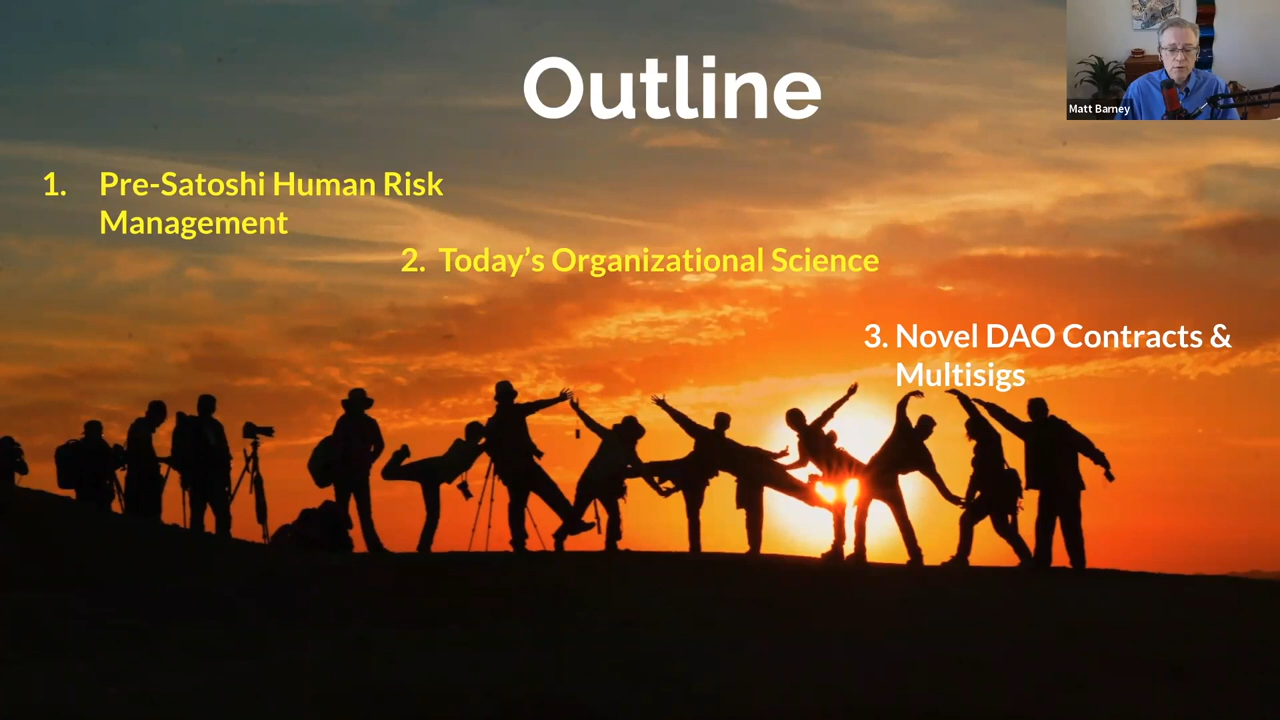 Outline
Matt Barney
1. Pre-Satoshi Human Risk
Management
2. Today’s Organizational Science
3. Novel DAO Contracts &
Multisigs